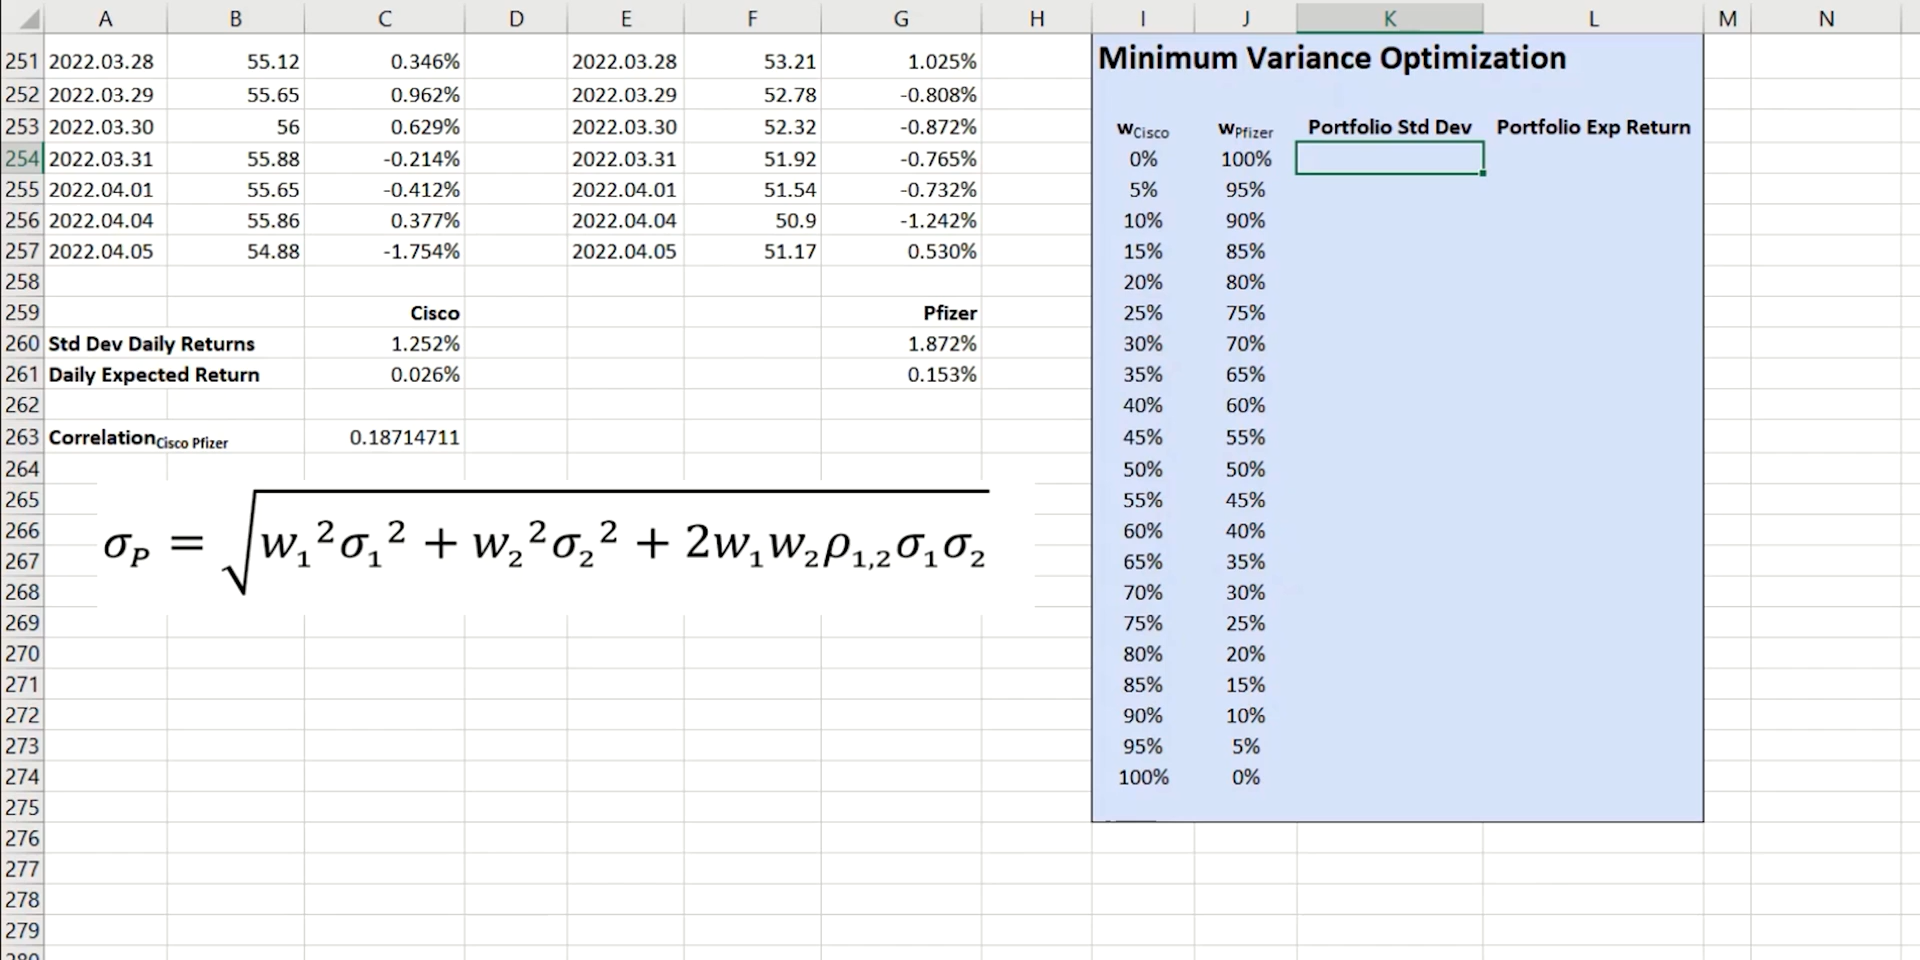 A B C D E F G H I J K L M N
251 2022.03.28 55.12 0.346% 2022.03.28 53.21 1.025% Minimum Variance Optimization
252 2022.03.29 55.65 0.962% 2022.03.29 52.78 -0.808%
253 2022.03.30 56 0.629% 2022.03.30 52.32 -0.872% wCisco wPfizer Portfolio Std Dev Portfolio Exp Return
254 2022.03.31 55.88 -0.214% 2022.03.31 51.92 -0.765% 0% 100%
255 2022.04.01 55.65 -0.412% 2022.04.01 51.54 -0.732% 5% 95%
256 2022.04.04 55.86 0.377% 2022.04.04 50.9 -1.242% 10% 90%
257 2022.04.05 54.88 -1.754% 2022.04.05 51.17 0.530% 15% 85%
258 20% 80%
259 Cisco Pfizer 25% 75%
260 Std Dev Daily Returns 1.252% 1.872% 30% 70%
261 Daily Expected Return 0.026% 0.153% 35% 65%
262 40% 60%
263 CorrelationCisco Pfizer 0.18714711 45% 55%
264 50% 50%
265 55% 45%
266 60% 40%
σP = √w₁²σ₁² + w₂²σ₂² + 2w₁w₂ρ₁,₂σ₁σ₂
267 65% 35%
268 70% 30%
269 75% 25%
270 80% 20%
271 85% 15%
272 90% 10%
273 95% 5%
274 100% 0%
275
276
277
278
279